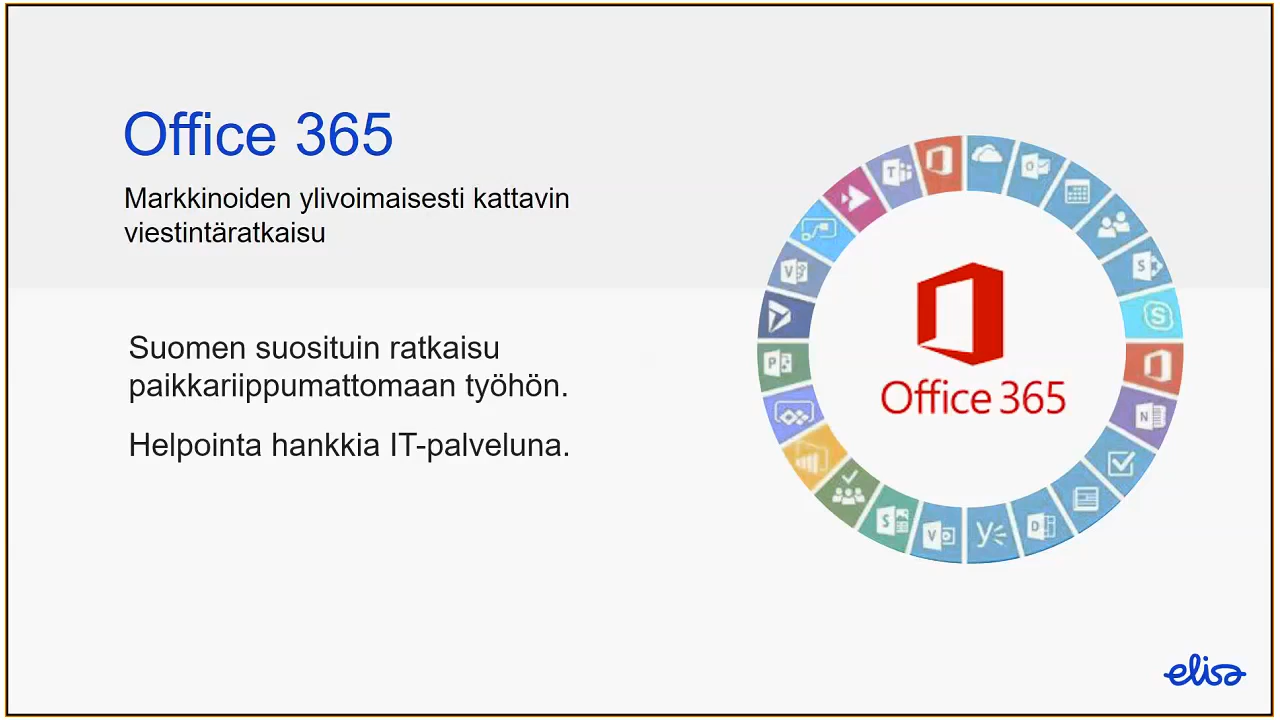 Office 365
Markkinoiden ylivoimaisesti kattavin
viestintäratkaisu
Suomen suosituin ratkaisu
paikkariippumattomaan työhön.
Helpointa hankkia IT-palveluna.
Office 365
elisa